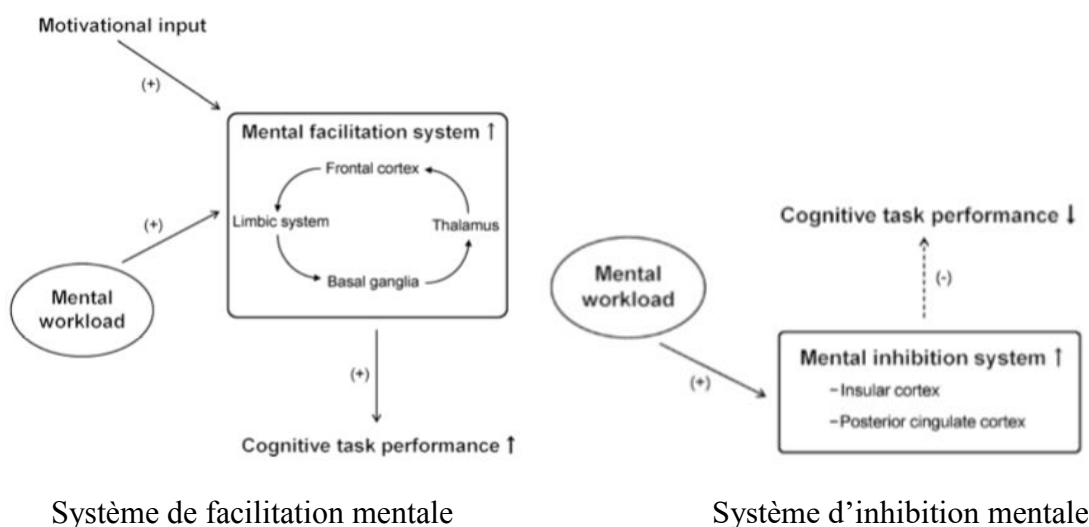 Motivational input
(+)
Mental facilitation system ↑
Frontal cortex
Limbic system
Thalamus
Basal ganglia
(+)
Mental
workload
(+)
Cognitive task performance ↑
Cognitive task performance ↓
(-)
Mental
workload
(+)
Mental inhibition system ↑
−Insular cortex
−Posterior cingulate cortex
Système de facilitation mentale
Système d’inhibition mentale